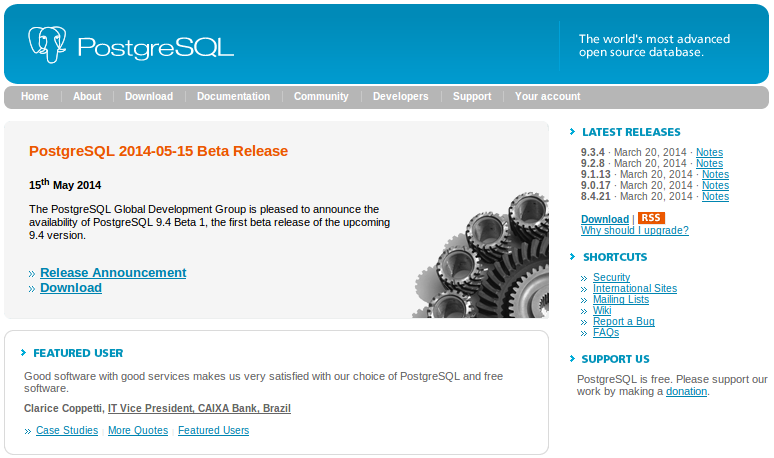 PostgreSQL
The world's most advanced
open source database.
Home
About
Download
Documentation
Community
Developers
Support
Your account
PostgreSQL 2014-05-15 Beta Release
15th May 2014
The PostgreSQL Global Development Group is pleased to announce the
availability of PostgreSQL 9.4 Beta 1, the first beta release of the upcoming
9.4 version.
Release Announcement
Download
FEATURED USER
Good software with good services makes us very satisfied with our choice of PostgreSQL and free
software.
Clarice Coppetti, IT Vice President, CAIXA Bank, Brazil
Case Studies | More Quotes | Featured Users
LATEST RELEASES
9.3.4 · March 20, 2014 · Notes
9.2.8 · March 20, 2014 · Notes
9.1.13 · March 20, 2014 · Notes
9.0.17 · March 20, 2014 · Notes
8.4.21 · March 20, 2014 · Notes
Download | RSS
Why should I upgrade?
SHORTCUTS
Security
International Sites
Mailing Lists
Wiki
Report a Bug
FAQs
SUPPORT US
PostgreSQL is free. Please support our
work by making a donation.